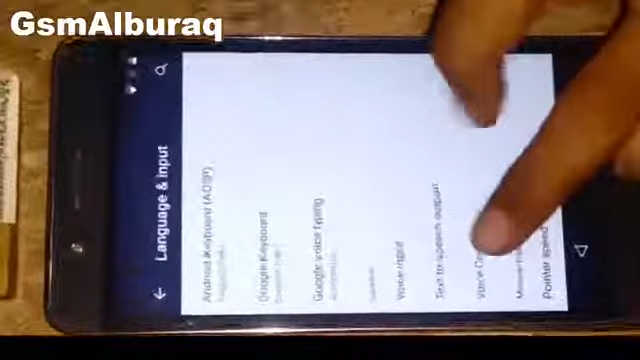 GsmAlburaq
Language & input
Android Keyboard (AOSP)
Google Keyboard
Google voice typing
Voice input
Text to speech output
Voice
Pointer speed